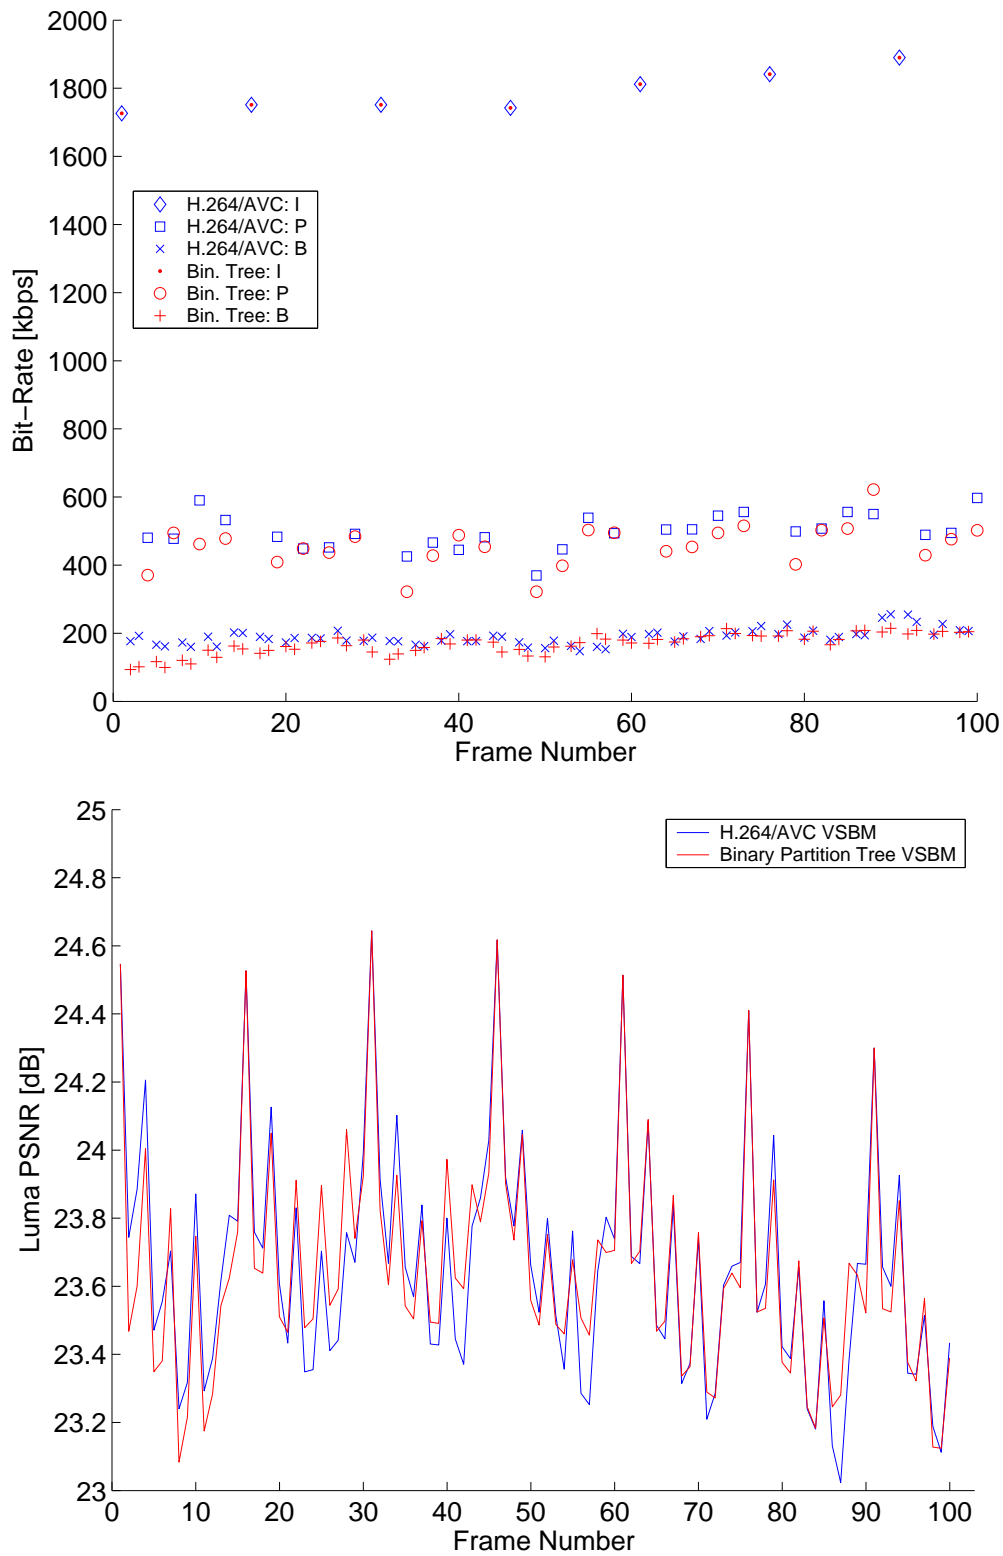 2000
1800
1600
1400
1200
1000
800
600
400
200
0
Bit-Rate [kbps]
H.264/AVC: I
H.264/AVC: P
H.264/AVC: B
Bin. Tree: I
Bin. Tree: P
Bin. Tree: B
0 20 40 60 80 100
Frame Number
25
24.8
24.6
24.4
24.2
24
23.8
23.6
23.4
23.2
23
Luma PSNR [dB]
H.264/AVC VSBM
Binary Partition Tree VSBM
0 10 20 30 40 50 60 70 80 90 100
Frame Number